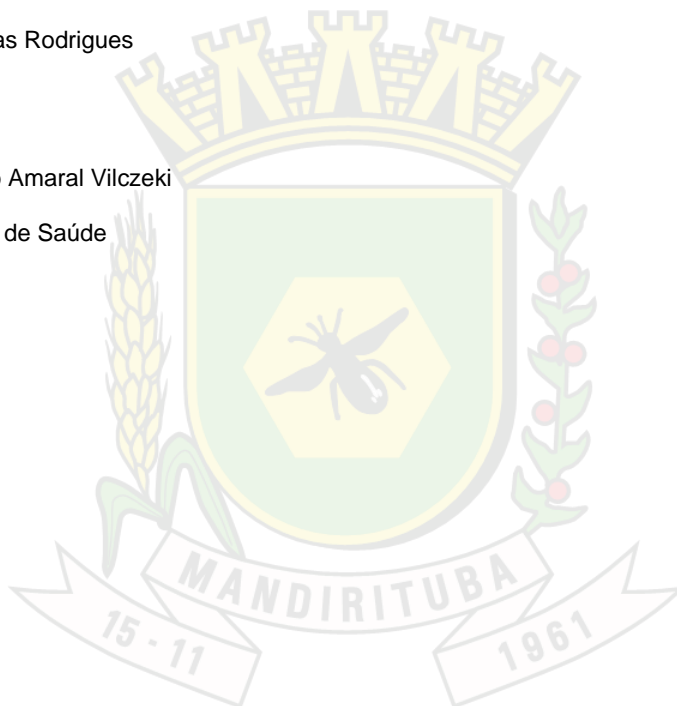 as Rodrigues
Amaral Vilczeki
de Saúde
MANDIRITUBA
15 - 11
1961